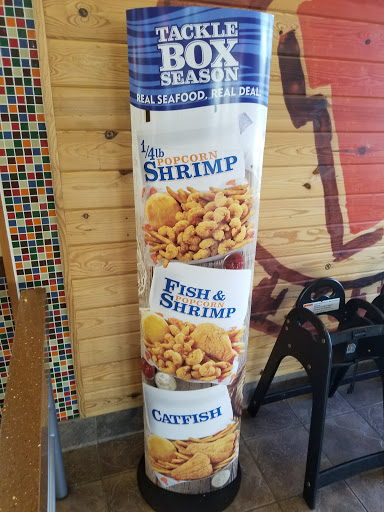 TACKLE
BOX
SEASON
REAL SEAFOOD. REAL DEAL
1/4lb
POPCORN
SHRIMP
FISH &
POPCORN
SHRIMP
CATFISH